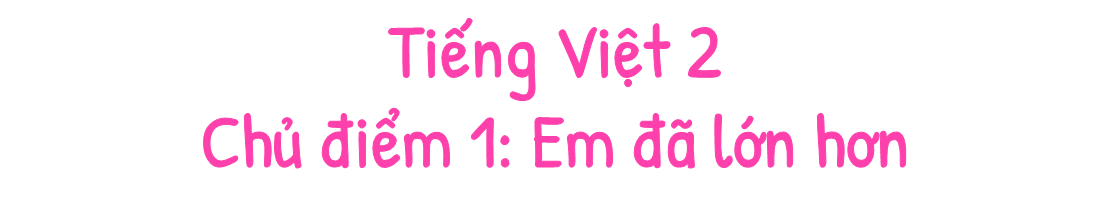 Tiếng Việt 2
Chủ điểm 1: Em đã lớn hơn